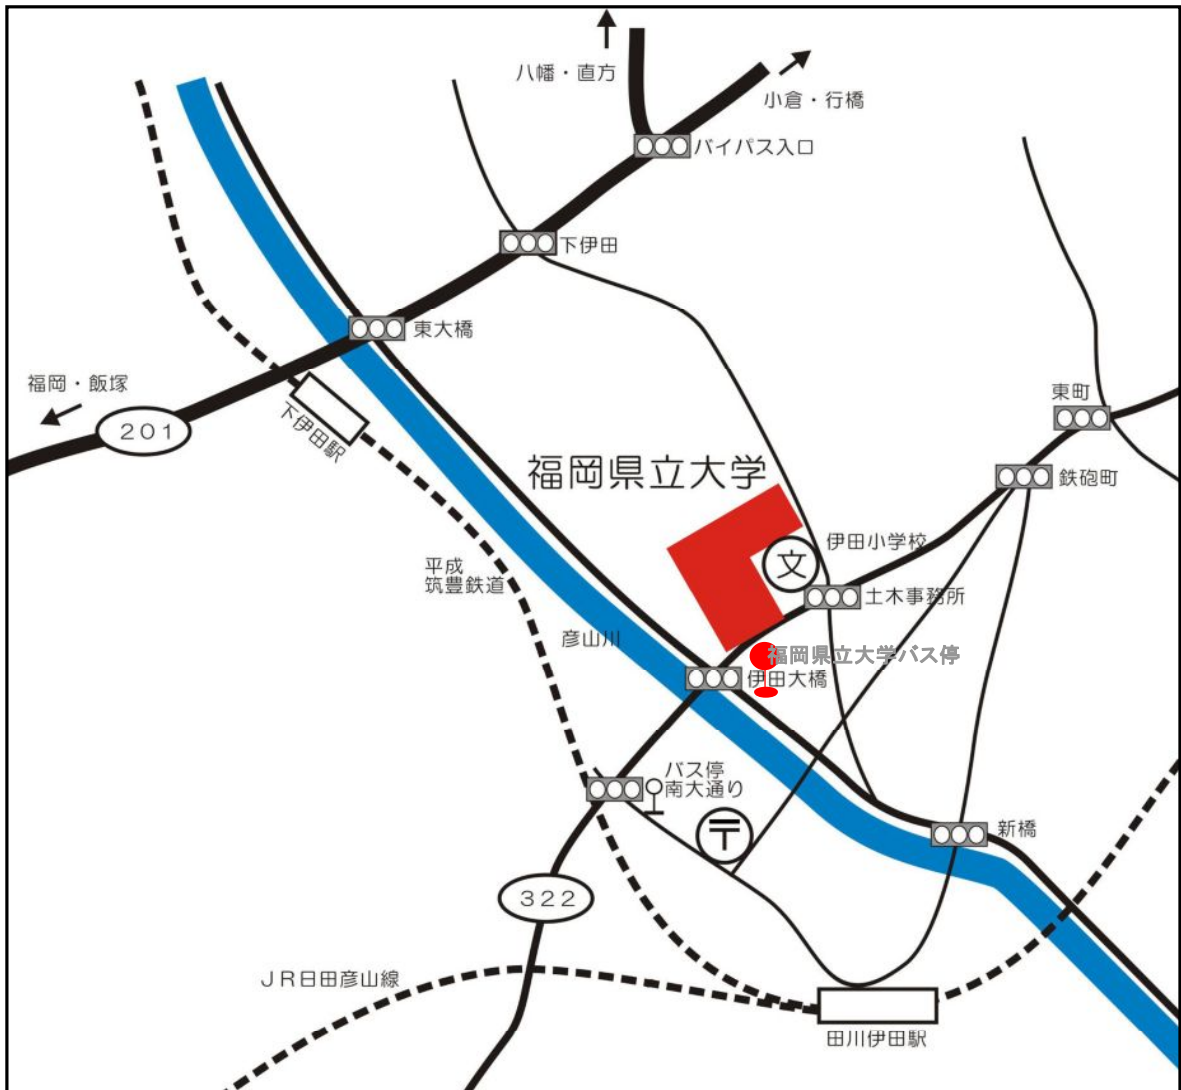 八幡・直方
小倉・行橋
バイパス入口
下伊田
東大橋
福岡・飯塚
201
下伊田駅
東町
鉄砲町
福岡県立大学
伊田小学校
文
土木事務所
平成
筑豊鉄道
彦山川
福岡県立大学バス停
伊田大橋
バス停
南大通り
〒
新橋
322
JR日田彦山線
田川伊田駅